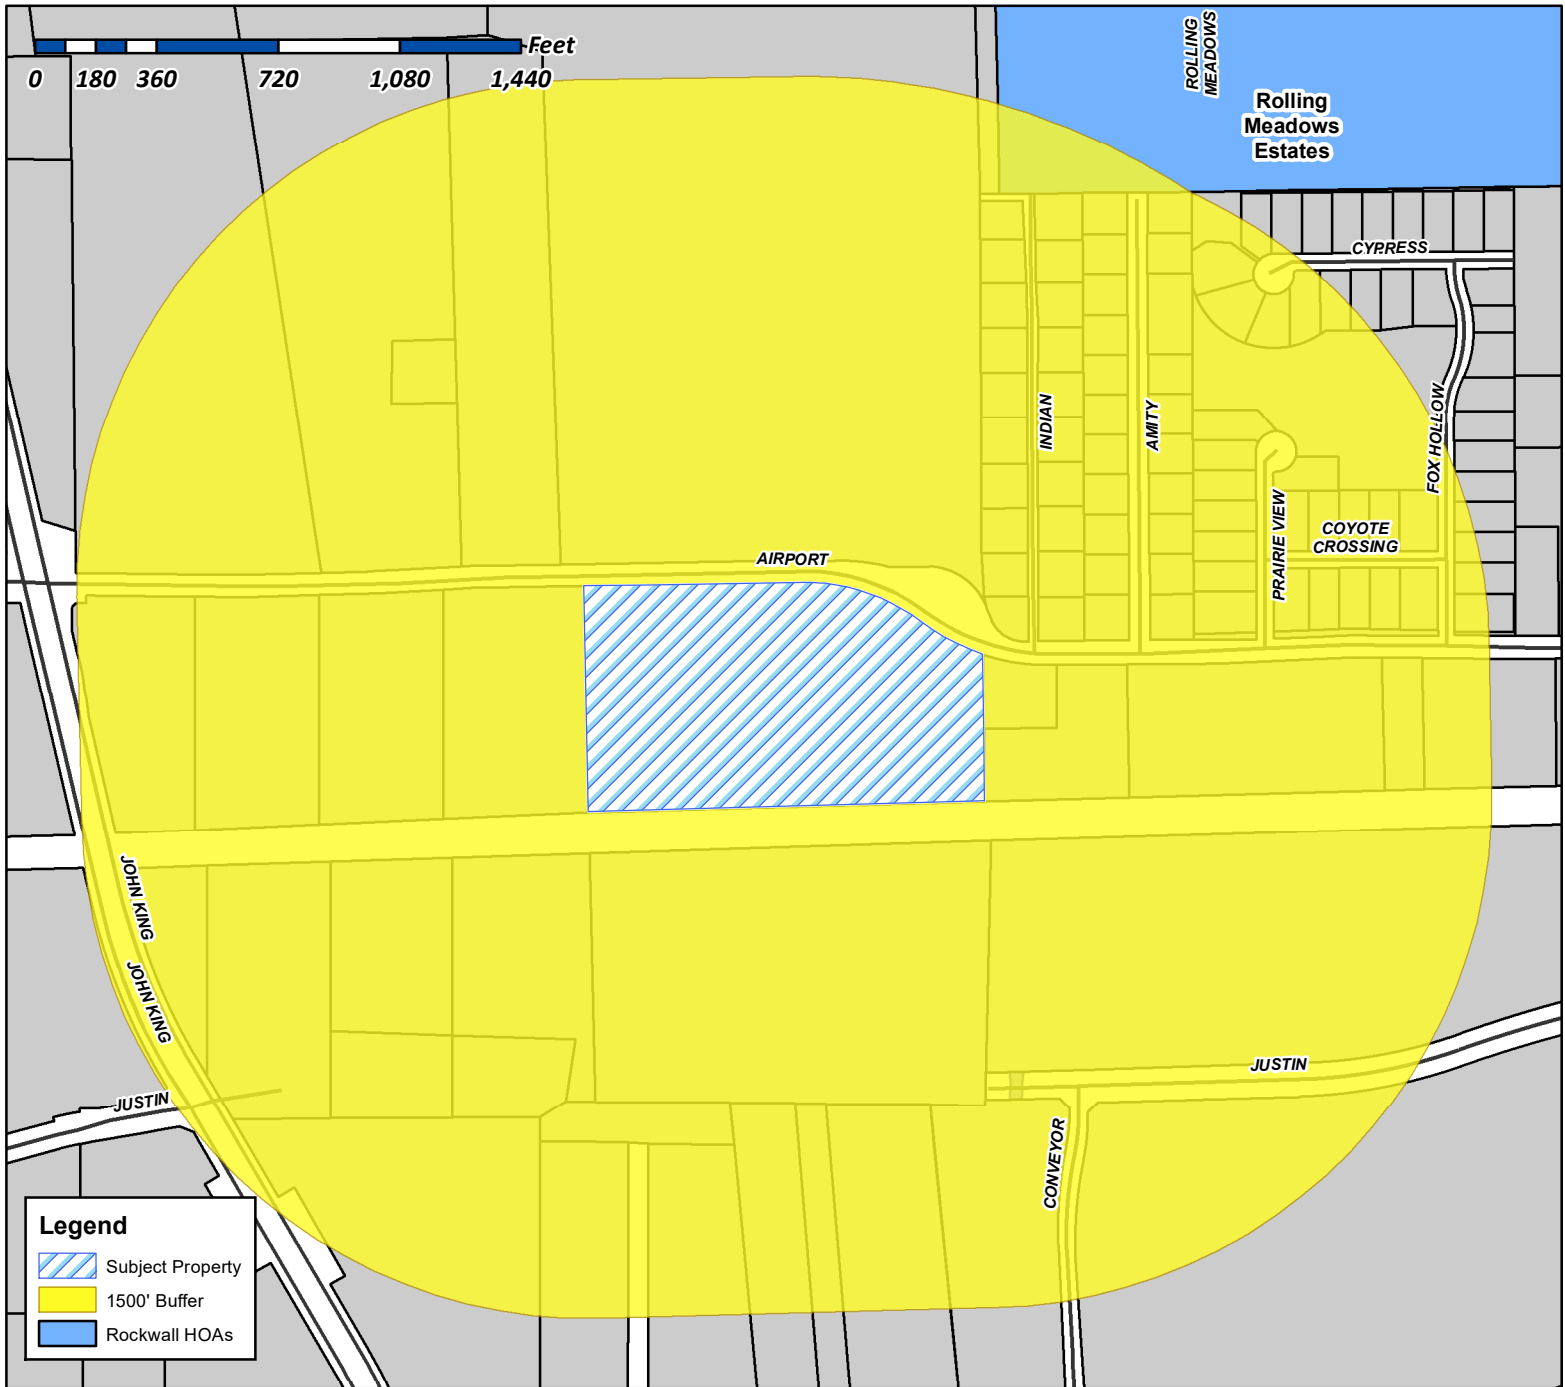 Feet
0 180 360 720 1,080 1,440
ROLLING
MEADOWS
Rolling
Meadows
Estates
CYPRESS
INDIAN
AMITY
FOX HOLLOW
PRAIRIE VIEW
COYOTE
CROSSING
AIRPORT
JOHN KING
JOHN KING
JUSTIN
JUSTIN
CONVEYOR
Legend
Subject Property
1500' Buffer
Rockwall HOAs